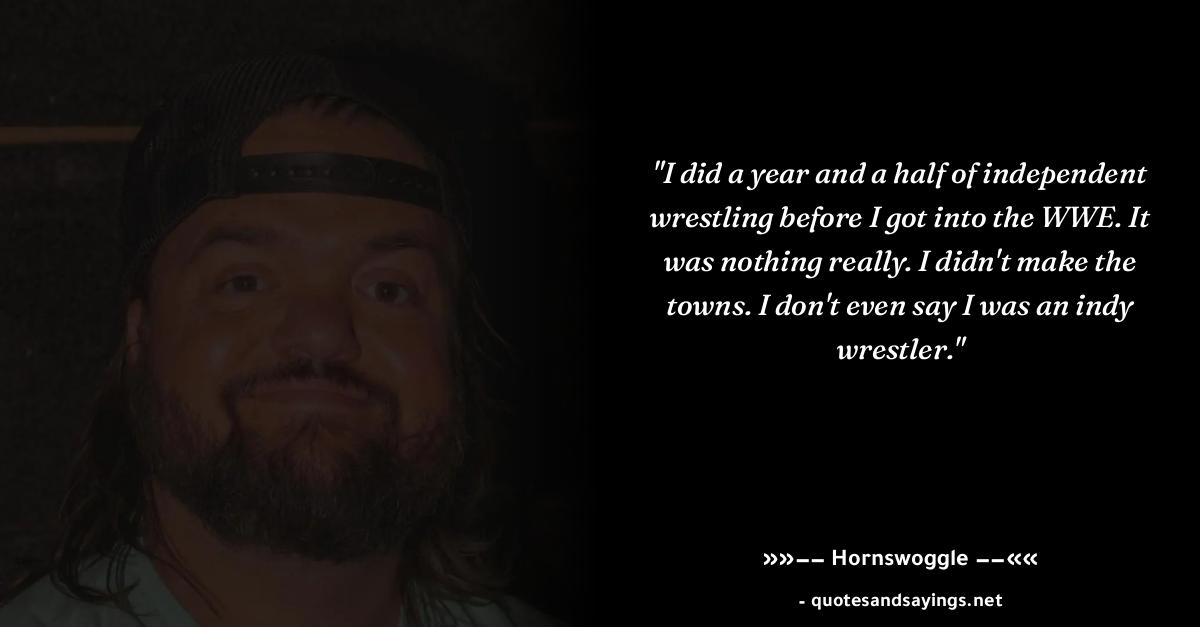 "I did a year and a half of independent
wrestling before I got into the WWE. It
was nothing really. I didn't make the
towns. I don't even say I was an indy
wrestler."
»»−− Hornswoggle −−««
- quotesandsayings.net